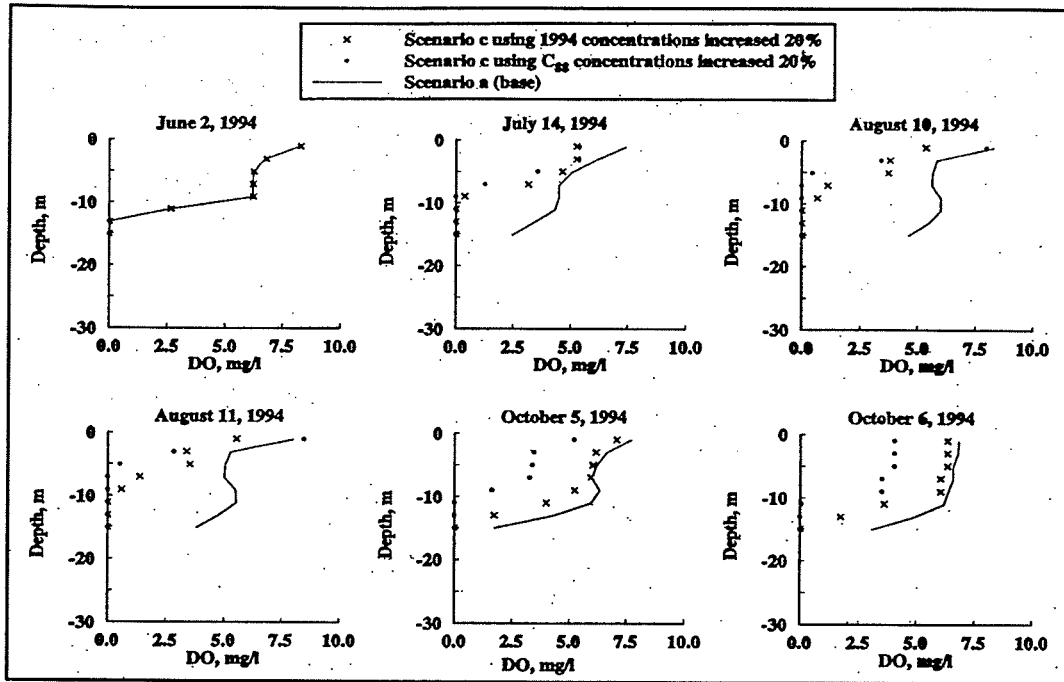 Scenario c using 1994 concentrations increased 20%
Scenario c using Css concentrations increased 20%
Scenario a (base)
June 2, 1994
July 14, 1994
August 10, 1994
0
-10
-20
-30
Depth, m
0.0 2.5 5.0 7.5 10.0
DO, mg/l
0
-10
-20
-30
Depth, m
0.0 2.5 5.0 7.5 10.0
DO, mg/l
0
-10
-20
-30
Depth, m
0.0 2.5 5.0 7.5 10.0
DO, mg/l
August 11, 1994
October 5, 1994
October 6, 1994
0
-10
-20
-30
Depth, m
0.0 2.5 5.0 7.5 10.0
DO, mg/l
0
-10
-20
-30
Depth, m
0.0 2.5 5.0 7.5 10.0
DO, mg/l
0
-10
-20
-30
Depth, m
0.0 2.5 5.0 7.5 10.0
DO, mg/l